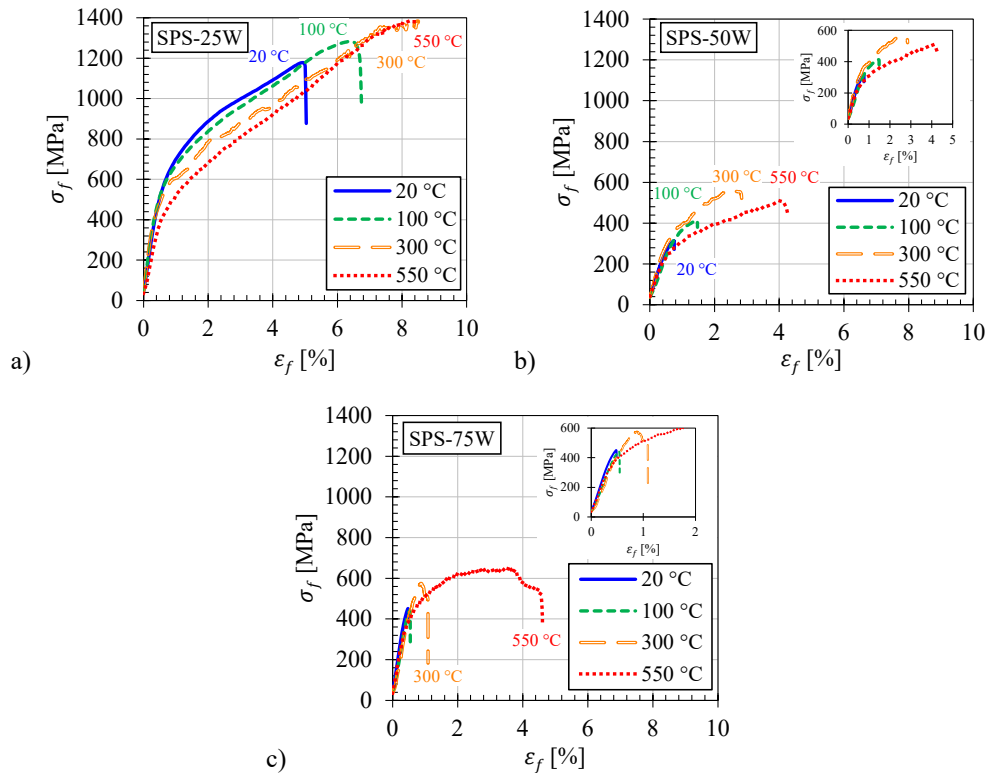 SPS-25W
1400
1200
1000
800
600
400
200
0
σf [MPa]
20 °C
100 °C
300 °C
550 °C
20 °C
100 °C
300 °C
550 °C
0 2 4 6 8 10
εf [%]
a)
SPS-50W
1400
1200
1000
800
600
400
200
0
σf [MPa]
600
400
200
0
σf [MPa]
0 1 2 3 4 5
εf [%]
100 °C
300 °C
550 °C
20 °C
20 °C
100 °C
300 °C
550 °C
0 2 4 6 8 10
εf [%]
b)
SPS-75W
1400
1200
1000
800
600
400
200
0
σf [MPa]
600
400
200
0
σf [MPa]
0 1 2
εf [%]
300 °C
550 °C
20 °C
100 °C
300 °C
550 °C
0 2 4 6 8 10
εf [%]
c)